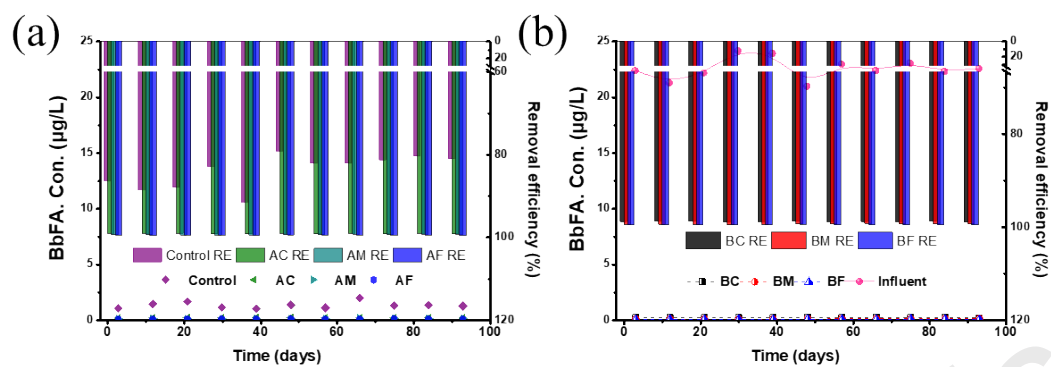 (a)
BbFA. Con. (µg/L)
25
20
15
10
5
0
0
20
60
80
100
120
Removal efficiency (%)
Control RE AC RE AM RE AF RE
Control AC AM AF
0 20 40 60 80 100
Time (days)
(b)
BbFA. Con. (µg/L)
25
20
15
10
5
0
0
20
60
80
100
120
Removal efficiency (%)
BC RE BM RE BF RE
BC BM BF Influent
0 20 40 60 80 100
Time (days)